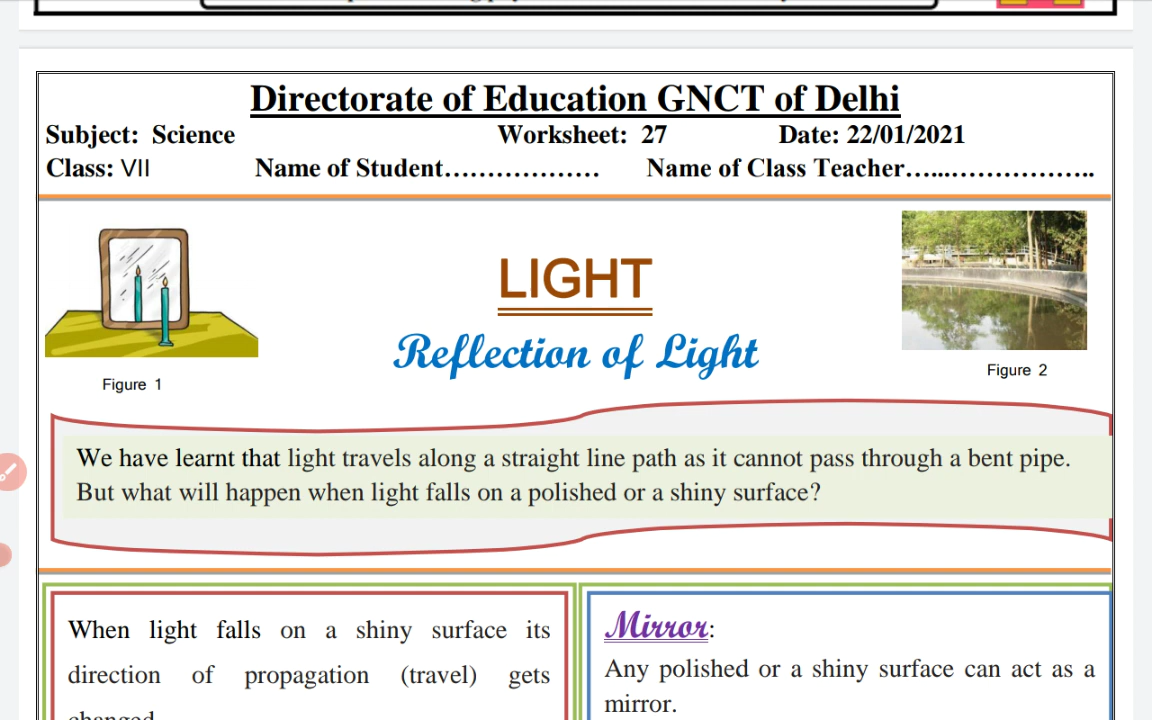 Directorate of Education GNCT of Delhi
Subject: Science Worksheet: 27 Date: 22/01/2021
Class: VII Name of Student……………… Name of Class Teacher…...……………..
LIGHT
Reflection of Light
Figure 1
Figure 2
We have learnt that light travels along a straight line path as it cannot pass through a bent pipe.
But what will happen when light falls on a polished or a shiny surface?
When light falls on a shiny surface its
direction of propagation (travel) gets
changed
Mirror:
Any polished or a shiny surface can act as a
mirror.